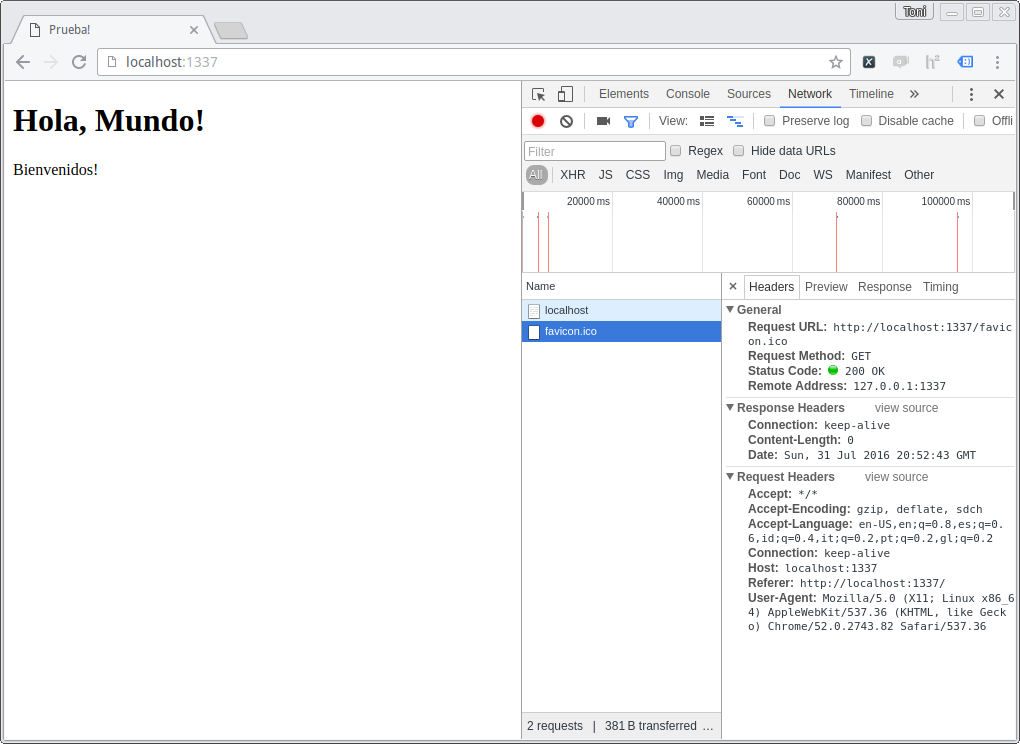 Toni
Prueba!
localhost:1337
Hola, Mundo!
Bienvenidos!
Elements Console Sources Network Timeline »
View: Preserve log Disable cache Offli
Filter Regex Hide data URLs
All XHR JS CSS Img Media Font Doc WS Manifest Other
20000 ms 40000 ms 60000 ms 80000 ms 100000 ms
Name
localhost
favicon.ico
2 requests | 381 B transferred ...
× Headers Preview Response Timing
General
Request URL: http://localhost:1337/favic
on.ico
Request Method: GET
Status Code: 200 OK
Remote Address: 127.0.0.1:1337
Response Headers view source
Connection: keep-alive
Content-Length: 0
Date: Sun, 31 Jul 2016 20:52:43 GMT
Request Headers view source
Accept: */*
Accept-Encoding: gzip, deflate, sdch
Accept-Language: en-US,en;q=0.8,es;q=0.
6,id;q=0.4,it;q=0.2,pt;q=0.2,gl;q=0.2
Connection: keep-alive
Host: localhost:1337
Referer: http://localhost:1337/
User-Agent: Mozilla/5.0 (X11; Linux x86_6
4) AppleWebKit/537.36 (KHTML, like Geck
o) Chrome/52.0.2743.82 Safari/537.36